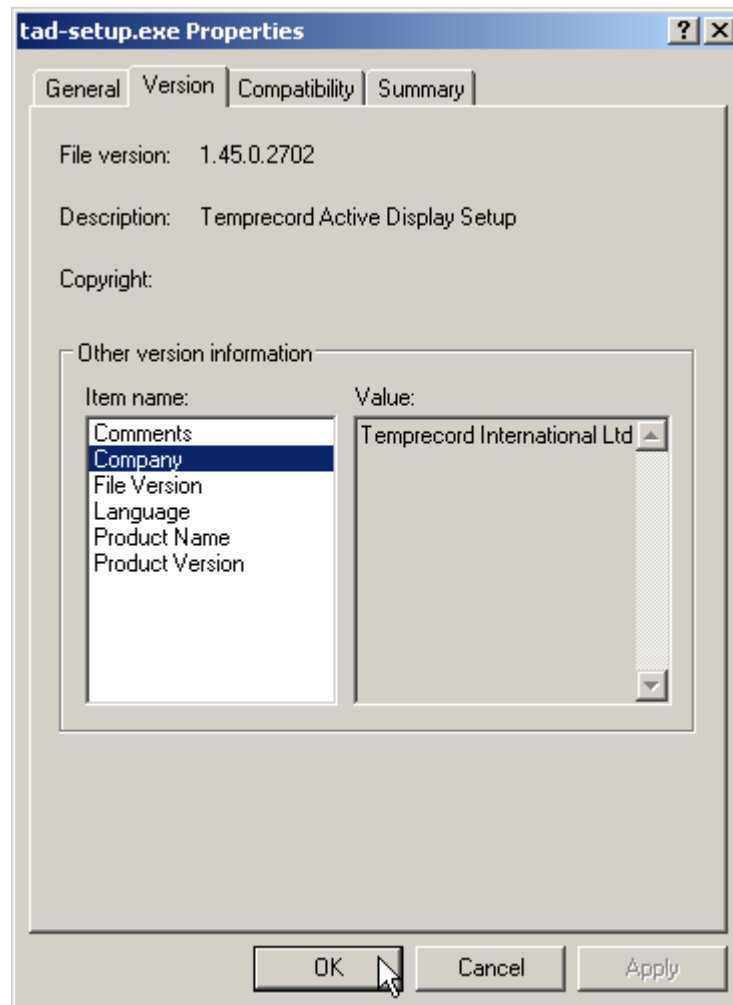 tad-setup.exe Properties
General Version Compatibility Summary
File version: 1.45.0.2702
Description: Temprecord Active Display Setup
Copyright:
Other version information
Item name: Value:
Comments Temprecord International Ltd
Company
File Version
Language
Product Name
Product Version
OK Cancel Apply